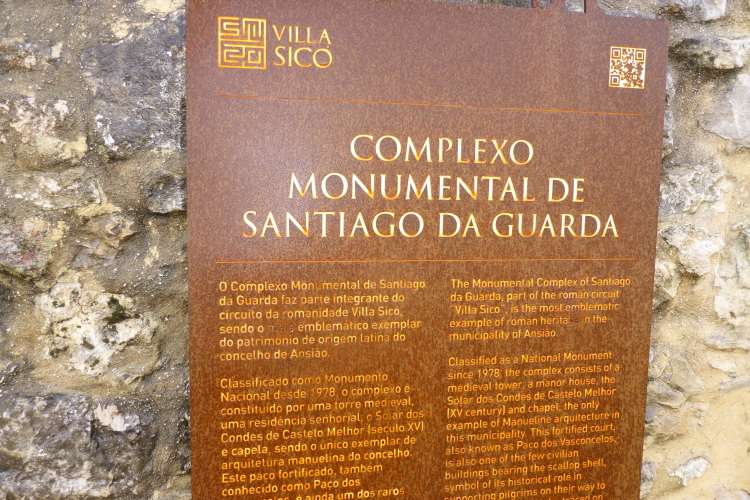 VILLA
SICÓ
COMPLEXO
MONUMENTAL DE
SANTIAGO DA GUARDA
O Complexo Monumental de Santiago
da Guarda faz parte integrante do
circuito da romanidade Villa Sicó,
sendo o emblemático exemplar
do património de origem latina do
concelho de Ansião.
Classificado como Monumento
Nacional desde 1978, o complexo é
constituído por uma torre medieval,
uma residência senhorial, o Solar dos
Condes de Castelo Melhor (século XV)
e capela, sendo o único exemplar de
arquitetura manuelina do concelho.
Este paço fortificado, também
conhecido como Paço dos
é ainda um dos raros
The Monumental Complex of Santiago
da Guarda, part of the roman circuit
"Villa Sicó", is the most emblematic
example of roman heritage in the
municipality of Ansião.
Classified as a National Monument
since 1978, the complex consists of a
medieval tower, a manor house, the
Solar dos Condes de Castelo Melhor
(XV century) and chapel, the only
example of Manueline arquitecture in
this municipality. This fortified court,
also known as Paço dos Vasconcelos,
is also one of the few civilian
buildings bearing the scallop shell,
symbol of its historical role in
supporting pilgrims on their way to